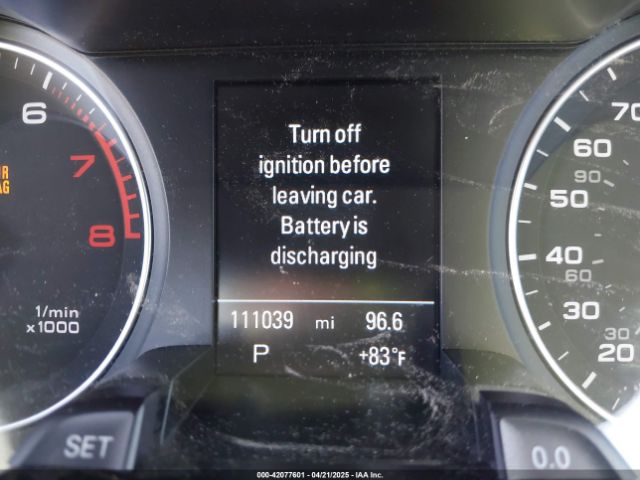 Turn off
ignition before
leaving car.
Battery is
discharging
111039 mi 96.6
P +83°F
6
7
8
1/min
x1000
70
60
90
50
40
60
30
30
20
SET
0.0
000-42077601 - 04/21/2025 - IAA Inc.